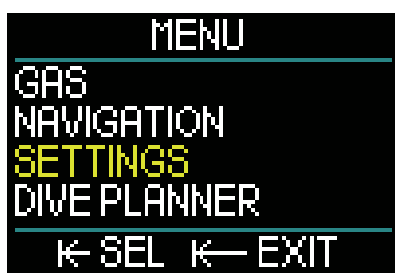 MENU
GAS
NAVIGATION
SETTINGS
DIVE PLANNER
SEL EXIT